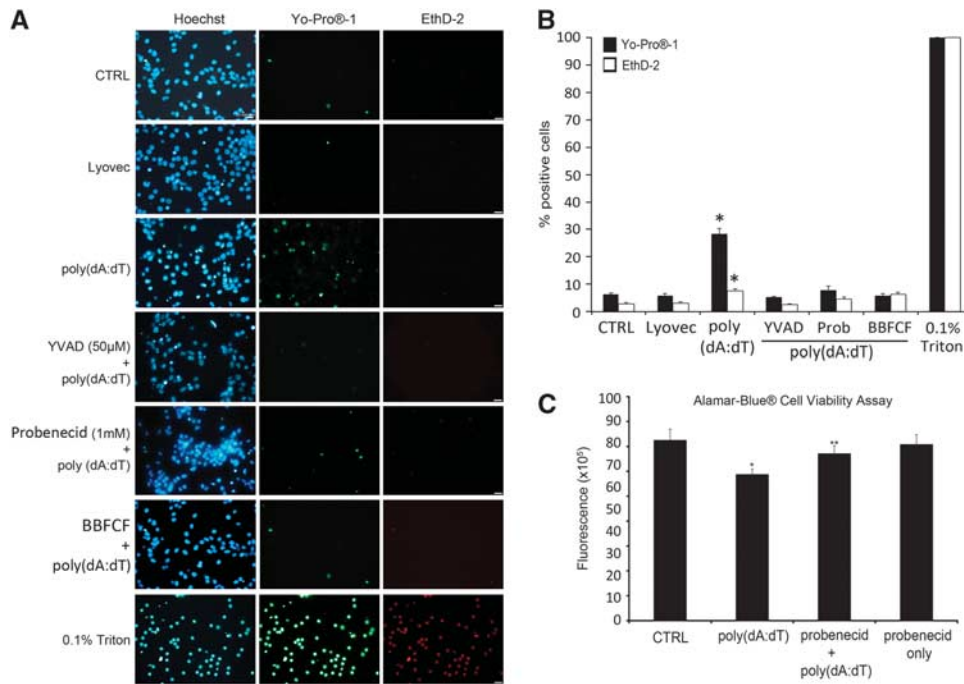 A
Hoechst Yo-Pro®-1 EthD-2
CTRL
Lyovec
poly(dA:dT)
YVAD (50µM)
+
poly(dA:dT)
Probenecid (1mM)
+
poly (dA:dT)
BBFCF
+
poly(dA:dT)
0.1% Triton
B
Yo-Pro®-1
EthD-2
% positive cells
100
90
80
70
60
50
40
30
20
10
0
*
*
CTRL Lyovec poly (dA:dT) YVAD Prob BBFCF 0.1% Triton
poly(dA:dT)
C
Alamar-Blue® Cell Viability Assay
Fluorescence (x10⁵)
100
90
80
70
60
50
40
30
20
10
0
*
**
CTRL poly(dA:dT) probenecid + poly(dA:dT) probenecid only